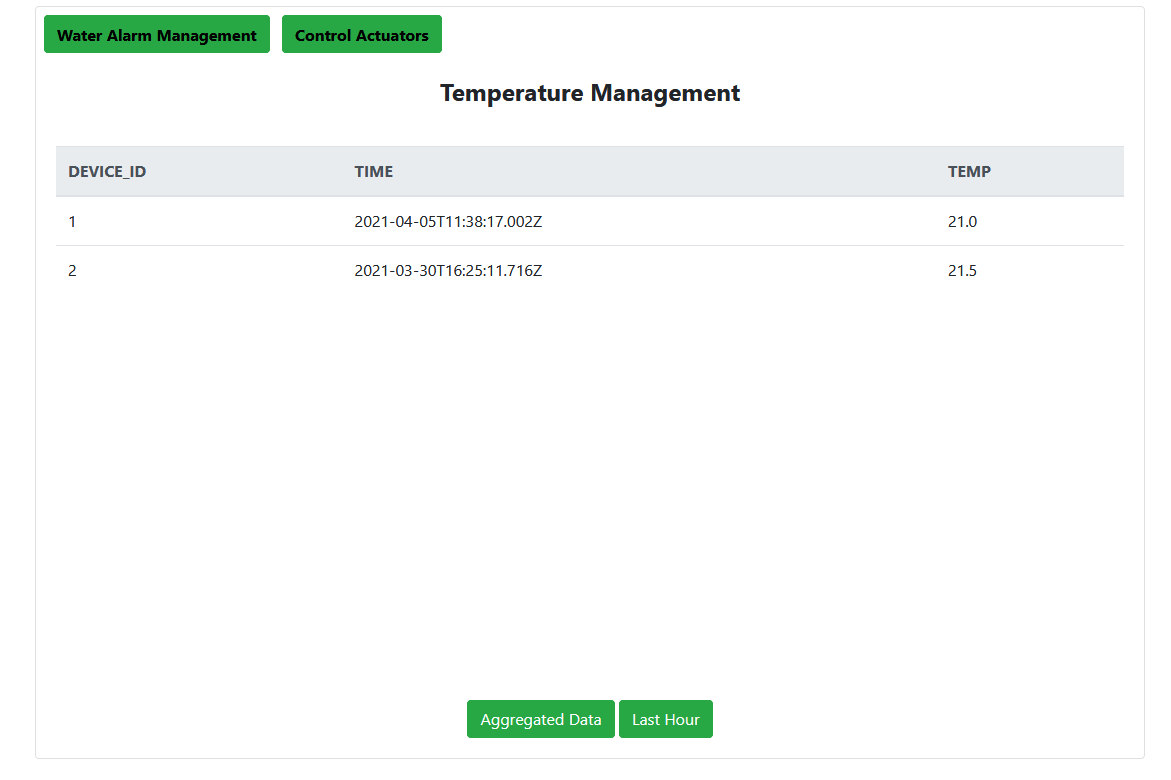 Water Alarm Management Control Actuators
Temperature Management
DEVICE_ID TIME TEMP
1 2021-04-05T11:38:17.002Z 21.0
2 2021-03-30T16:25:11.716Z 21.5
Aggregated Data Last Hour